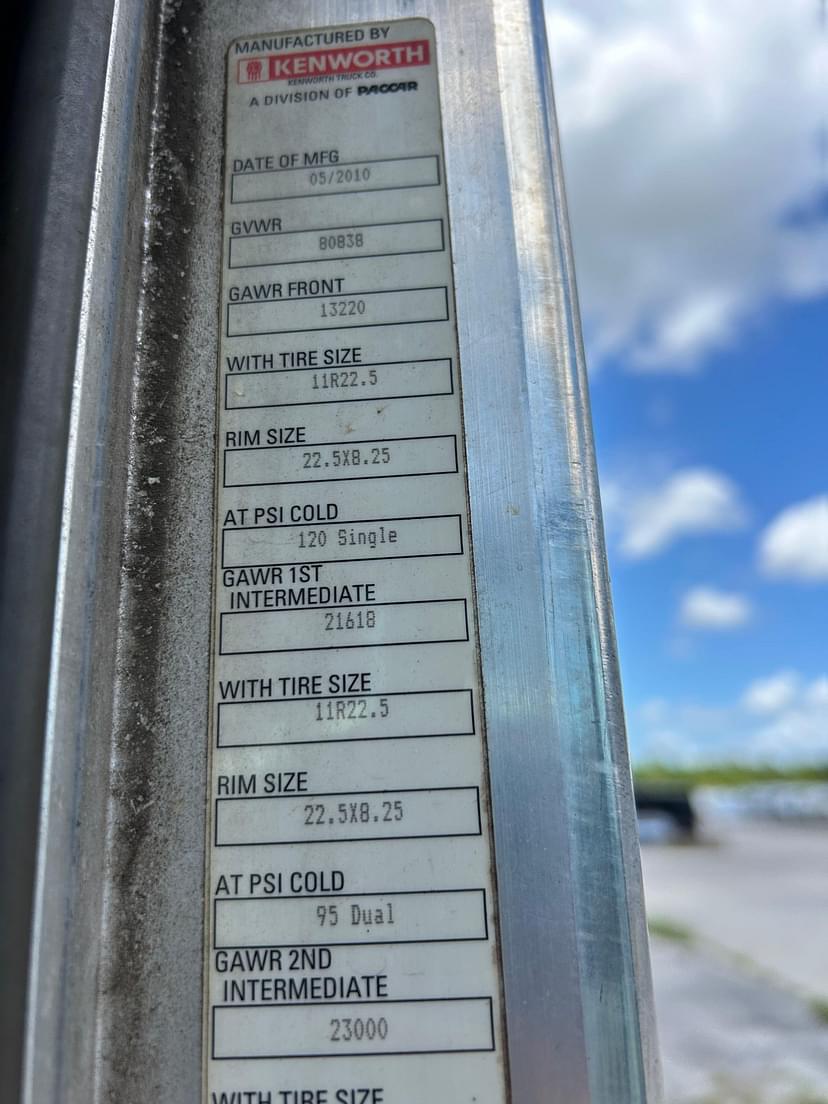 MANUFACTURED BY
KENWORTH
KENWORTH TRUCK CO.
A DIVISION OF PACCAR
DATE OF MFG
05/2010
GVWR
80838
GAWR FRONT
13220
WITH TIRE SIZE
11R22.5
RIM SIZE
22.5X8.25
AT PSI COLD
120 Single
GAWR 1ST
INTERMEDIATE
21618
WITH TIRE SIZE
11R22.5
RIM SIZE
22.5X8.25
AT PSI COLD
95 Dual
GAWR 2ND
INTERMEDIATE
23000
WITH TIRE SIZE